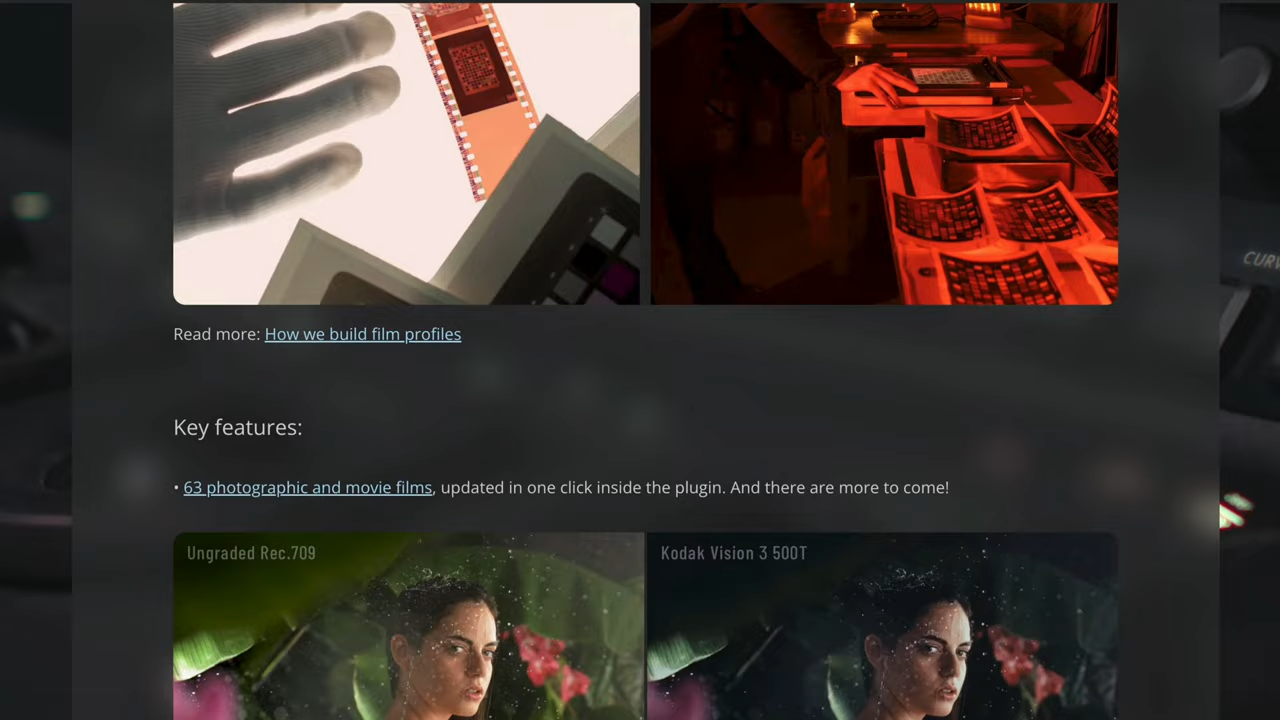 Read more: How we build film profiles
CURV
Key features:
• 63 photographic and movie films, updated in one click inside the plugin. And there are more to come!
Ungraded Rec.709
Kodak Vision 3 500T